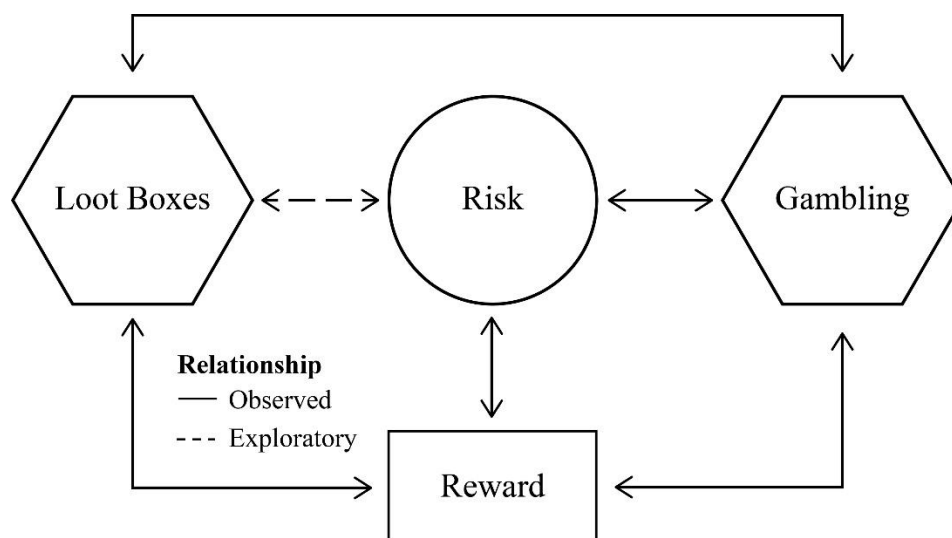 Loot Boxes
Risk
Gambling
Relationship
Observed
Exploratory
Reward